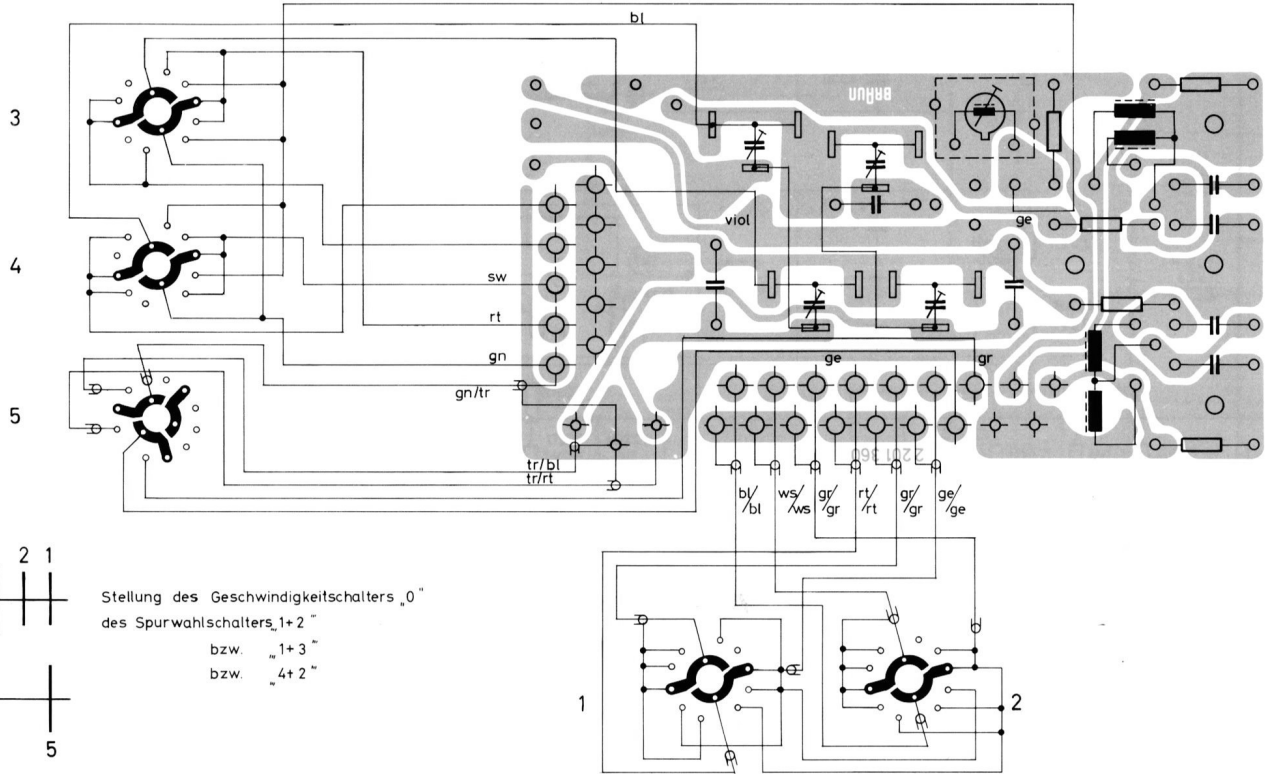 bl
3
BRAUN
viol
ge
4
sw
rt
gn
ge
gr
gn/tr
5
2 201 360
tr/bl
tr/rt
bl/bl
ws/ws
gr/gr
rt/rt
gr/gr
ge/ge
2 1
Stellung des Geschwindigkeitschalters „0"
des Spurwahlschalters „1+2"
bzw. „1+3"
bzw. „4+2"
1
2
5